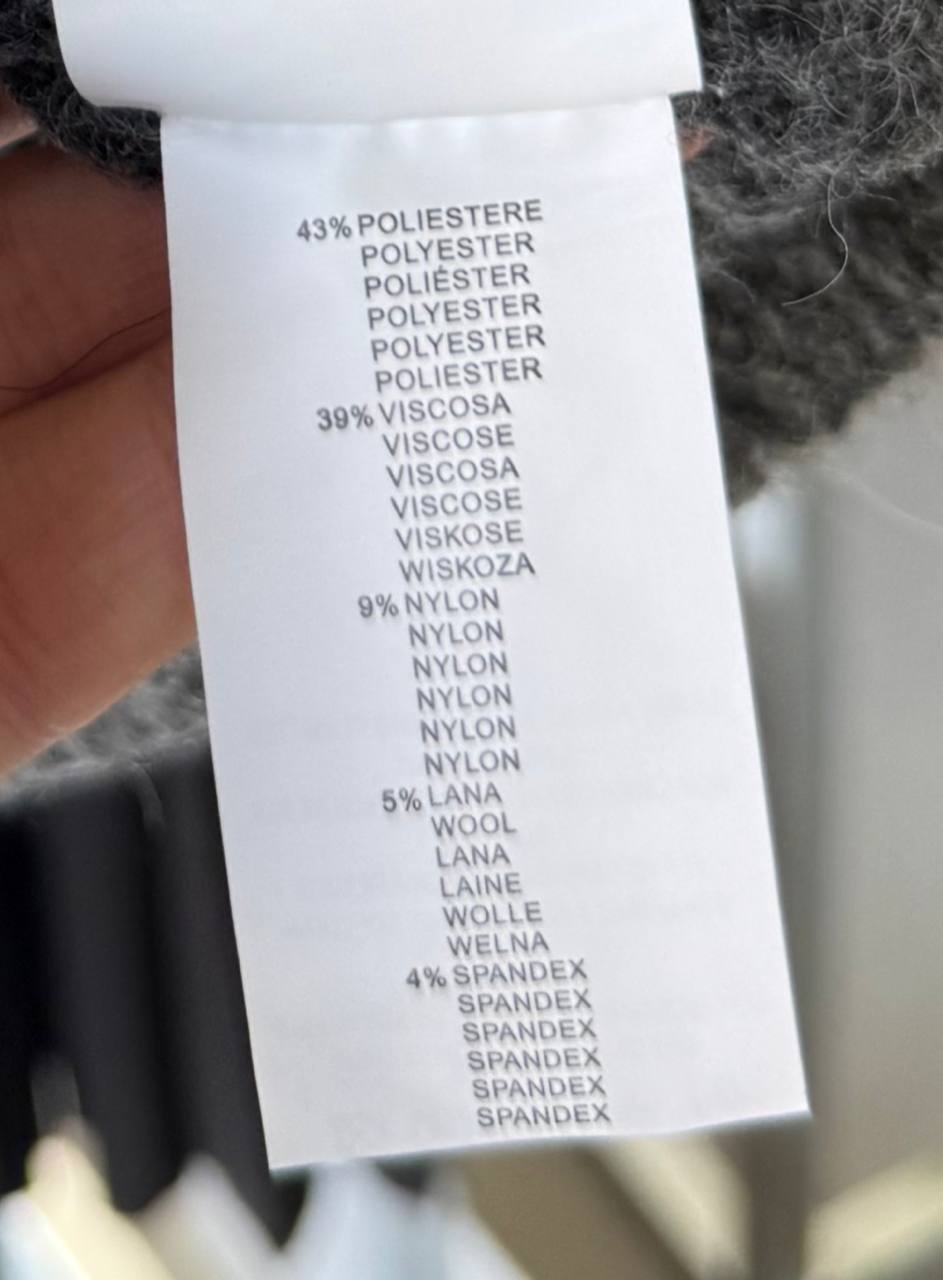 43% POLIESTERE
POLYESTER
POLIÉSTER
POLYESTER
POLYESTER
POLIESTER
39% VISCOSA
VISCOSE
VISCOSA
VISCOSE
VISKOSE
WISKOZA
9% NYLON
NYLON
NYLON
NYLON
NYLON
NYLON
5% LANA
WOOL
LANA
LAINE
WOLLE
WELNA
4% SPANDEX
SPANDEX
SPANDEX
SPANDEX
SPANDEX
SPANDEX